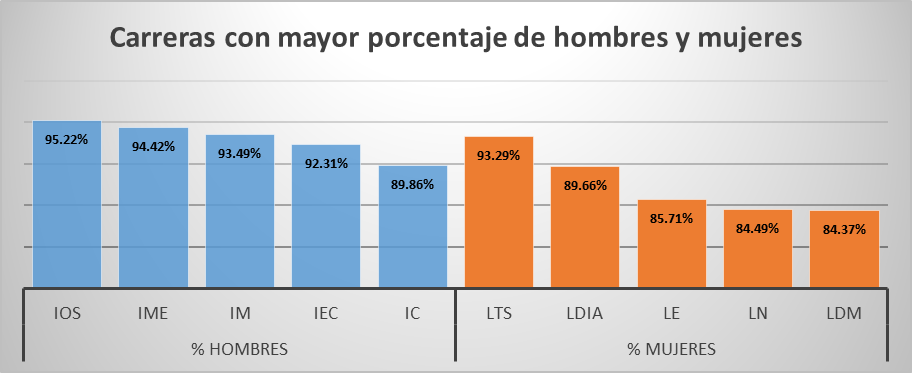 Carreras con mayor porcentaje de hombres y mujeres
95.22% 94.42% 93.49% 92.31% 89.86% 93.29% 89.66% 85.71% 84.49% 84.37%
IOS IME IM IEC IC LTS LDIA LE LN LDM
% HOMBRES % MUJERES